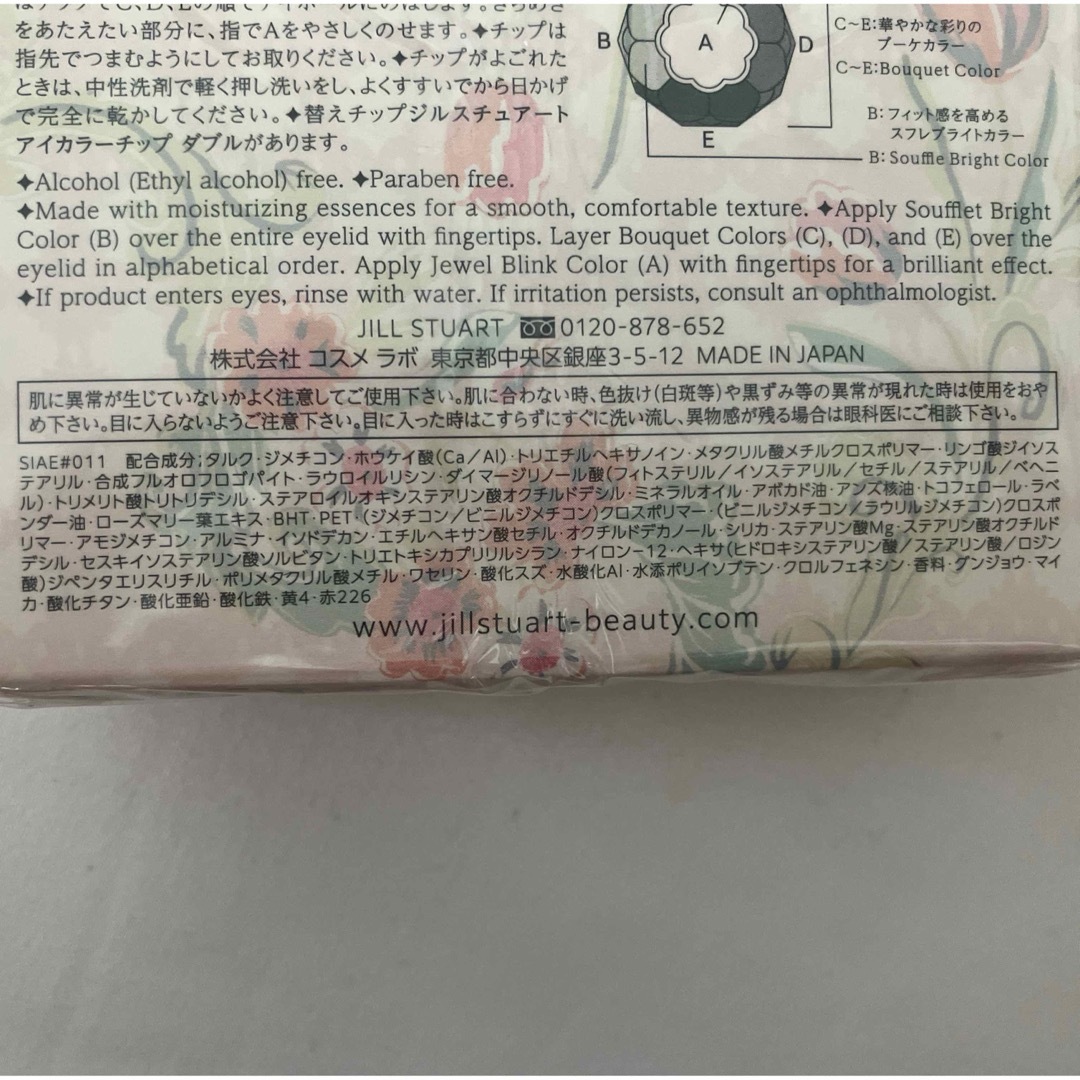 をあたえたい部分に、指でAをやさしくのせます。✦チップは
指先でつまむようにしてお取りください。✦チップがよごれた
ときは、中性洗剤で軽く押し洗いをし、よくすすいでから日かげ
で完全に乾かしてください。✦替えチップジルスチュアート
アイカラーチップ ダブルがあります。
B
A
D
E
C~E:華やかな彩りの
ブーケカラー
C~E:Bouquet Color
B:フィット感を高める
スフレブライトカラー
B: Souffle Bright Color
✦Alcohol (Ethyl alcohol) free. ✦Paraben free.
✦Made with moisturizing essences for a smooth, comfortable texture. ✦Apply Soufflet Bright
Color (B) over the entire eyelid with fingertips. Layer Bouquet Colors (C), (D), and (E) over the
eyelid in alphabetical order. Apply Jewel Blink Color (A) with fingertips for a brilliant effect.
✦If product enters eyes, rinse with water. If irritation persists, consult an ophthalmologist.
JILL STUART 0120-878-652
株式会社 コスメ ラボ 東京都中央区銀座3-5-12 MADE IN JAPAN
肌に異常が生じていないかよく注意してご使用下さい。肌に合わない時、色抜け(白斑等)や黒ずみ等の異常が現れた時は使用をおや
め下さい。目に入らないようご注意下さい。目に入った時はこすらずにすぐに洗い流し、異物感が残る場合は眼科医にご相談下さい。
SIAE#011 配合成分;タルク・ジメチコン・ホウケイ酸(Ca/Al)・トリエチルヘキサノイン・メタクリル酸メチルクロスポリマー・リンゴ酸ジイソス
テアリル・合成フルオロフロゴパイト・ラウロイルリシン・ダイマージリノール酸(フィトステリル/イソステアリル/セチル/ステアリル/ベヘニ
ル)・トリメリト酸トリトリデシル・ステアロイルオキシステアリン酸オクチルドデシル・ミネラルオイル・アボカド油・アンズ核油・トコフェロール・ラベ
ンダー油・ローズマリー葉エキス・BHT・PET・(ジメチコン/ビニルジメチコン)クロスポリマー・(ビニルジメチコン/ラウリルジメチコン)クロスポ
リマー・アモジメチコン・アルミナ・イソドデカン・エチルヘキサン酸セチル・オクチルドデカノール・シリカ・ステアリン酸Mg・ステアリン酸オクチルド
デシル・セスキイソステアリン酸ソルビタン・トリエトキシカプリリルシラン・ナイロン-12・ヘキサ(ヒドロキシステアリン酸/ステアリン酸/ロジン
酸)ジペンタエリスリチル・ポリメタクリル酸メチル・ワセリン・酸化スズ・水酸化Al・水添ポリイソブテン・クロルフェネシン・香料・グンジョウ・マイ
カ・酸化チタン・酸化亜鉛・酸化鉄・黄4・赤226
www.jillstuart-beauty.com